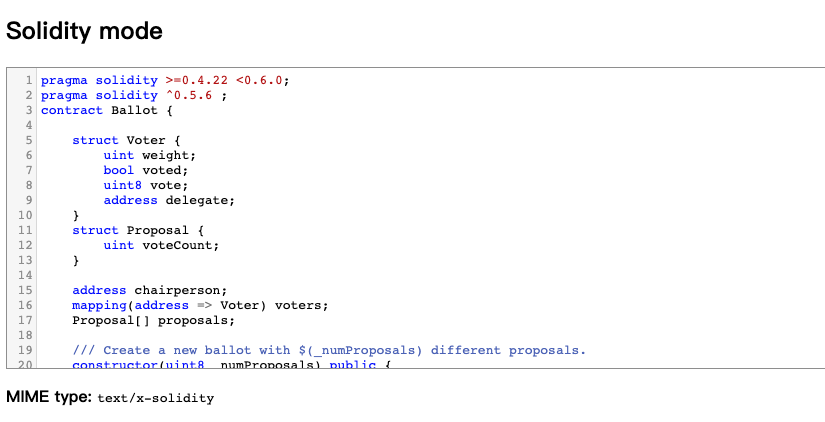 Solidity mode
1 pragma solidity >=0.4.22 <0.6.0;
2 pragma solidity ^0.5.6 ;
3 contract Ballot {
4
5     struct Voter {
6         uint weight;
7         bool voted;
8         uint8 vote;
9         address delegate;
10     }
11     struct Proposal {
12         uint voteCount;
13     }
14
15     address chairperson;
16     mapping(address => Voter) voters;
17     Proposal[] proposals;
18
19     /// Create a new ballot with $(_numProposals) different proposals.
20     constructor(uint8 _numProposals) public {
MIME type: text/x-solidity